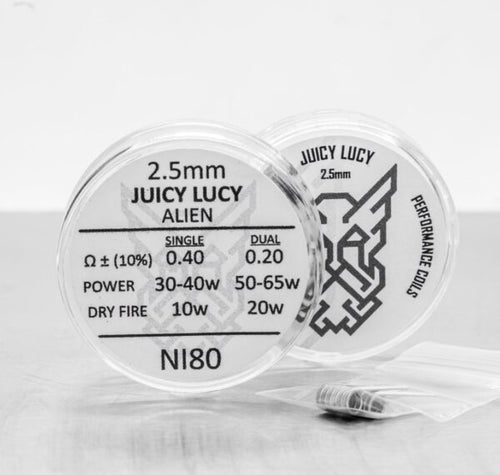 2.5mm
JUICY LUCY
ALIEN
SINGLE DUAL
Ω ± (10%) 0.40 0.20
POWER 30-40w 50-65w
DRY FIRE 10w 20w
NI80
JUICY LUCY
2.5mm
PERFORMANCE COILS